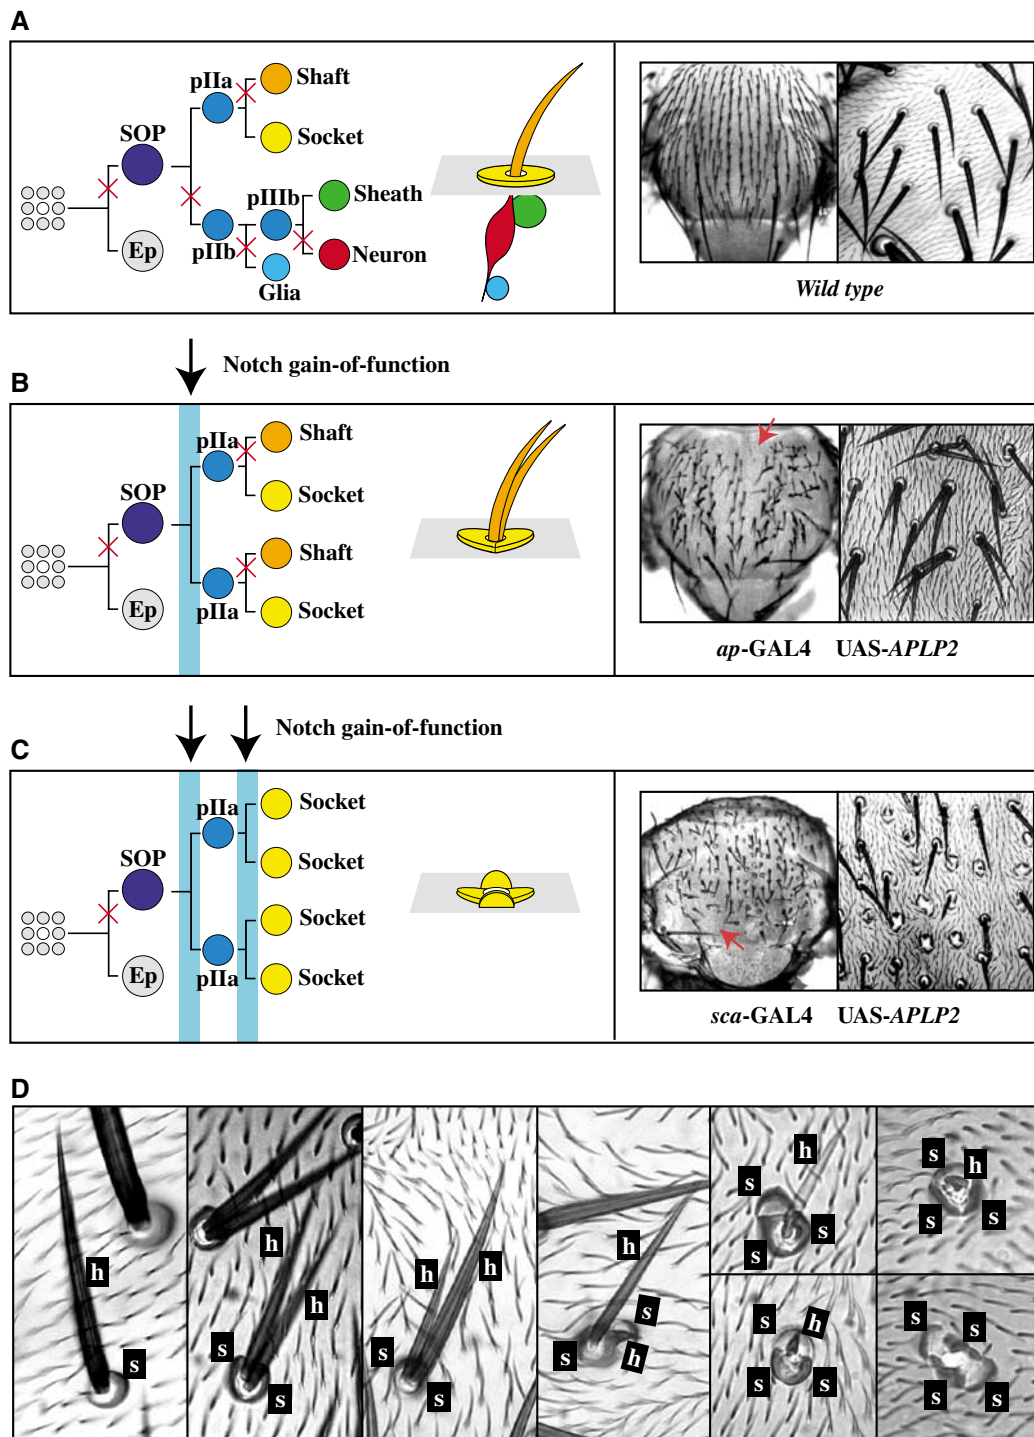 A
pIIa
Shaft
SOP
Socket
pIIIb
Sheath
Ep
pIIb
Neuron
Glia
Wild type
Notch gain-of-function
B
pIIa
Shaft
SOP
Socket
Shaft
Ep
pIIa
Socket
ap-GAL4 UAS-APLP2
Notch gain-of-function
C
pIIa
Socket
SOP
Socket
Socket
Ep
pIIa
Socket
sca-GAL4 UAS-APLP2
D
h
s
h
h
s
s
h
h
s
s
h
s
s
h
h
s
s
s
s
h
s
s
s
h
s
s
s
s
s
s